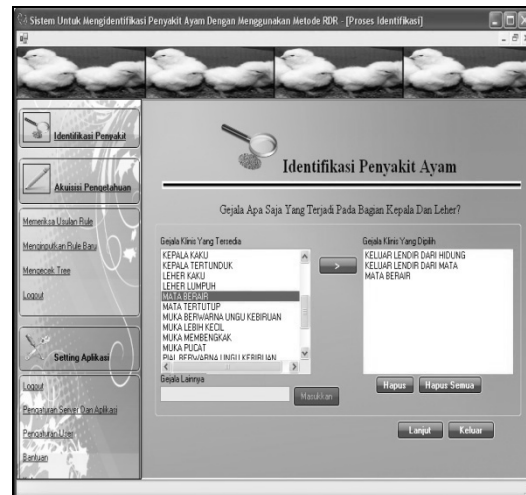 Sistem Untuk Mengidentifikasi Penyakit Ayam Dengan Menggunakan Metode RDR - [Proses Identifikasi]
Identifikasi Penyakit
Akuisisi Pengetahuan
Memeriksa Usulan Rule
Menginputkan Rule Baru
Mengecek Tree
Logout
Setting Aplikasi
Logout
Pengaturan Server Dan Aplikasi
Pengaturan User
Bantuan
Identifikasi Penyakit Ayam
Gejala Apa Saja Yang Terjadi Pada Bagian Kepala Dan Leher?
Gejala Klinis Yang Tersedia
KEPALA KAKU
KEPALA TERTUNDUK
LEHER KAKU
LEHER LUMPUH
MATA BERAIR
MATA TERTUTUP
MUKA BERWARNA UNGU KEBIRUAN
MUKA LEBIH KECIL
MUKA MEMBENGKAK
MUKA PUCAT
PIAL BERWARNA UNGU KEBIRUAN
Gejala Lainnya
Masukkan
>
Gejala Klinis Yang Dipilih
KELUAR LENDIR DARI HIDUNG
KELUAR LENDIR DARI MATA
MATA BERAIR
Hapus
Hapus Semua
Lanjut
Keluar